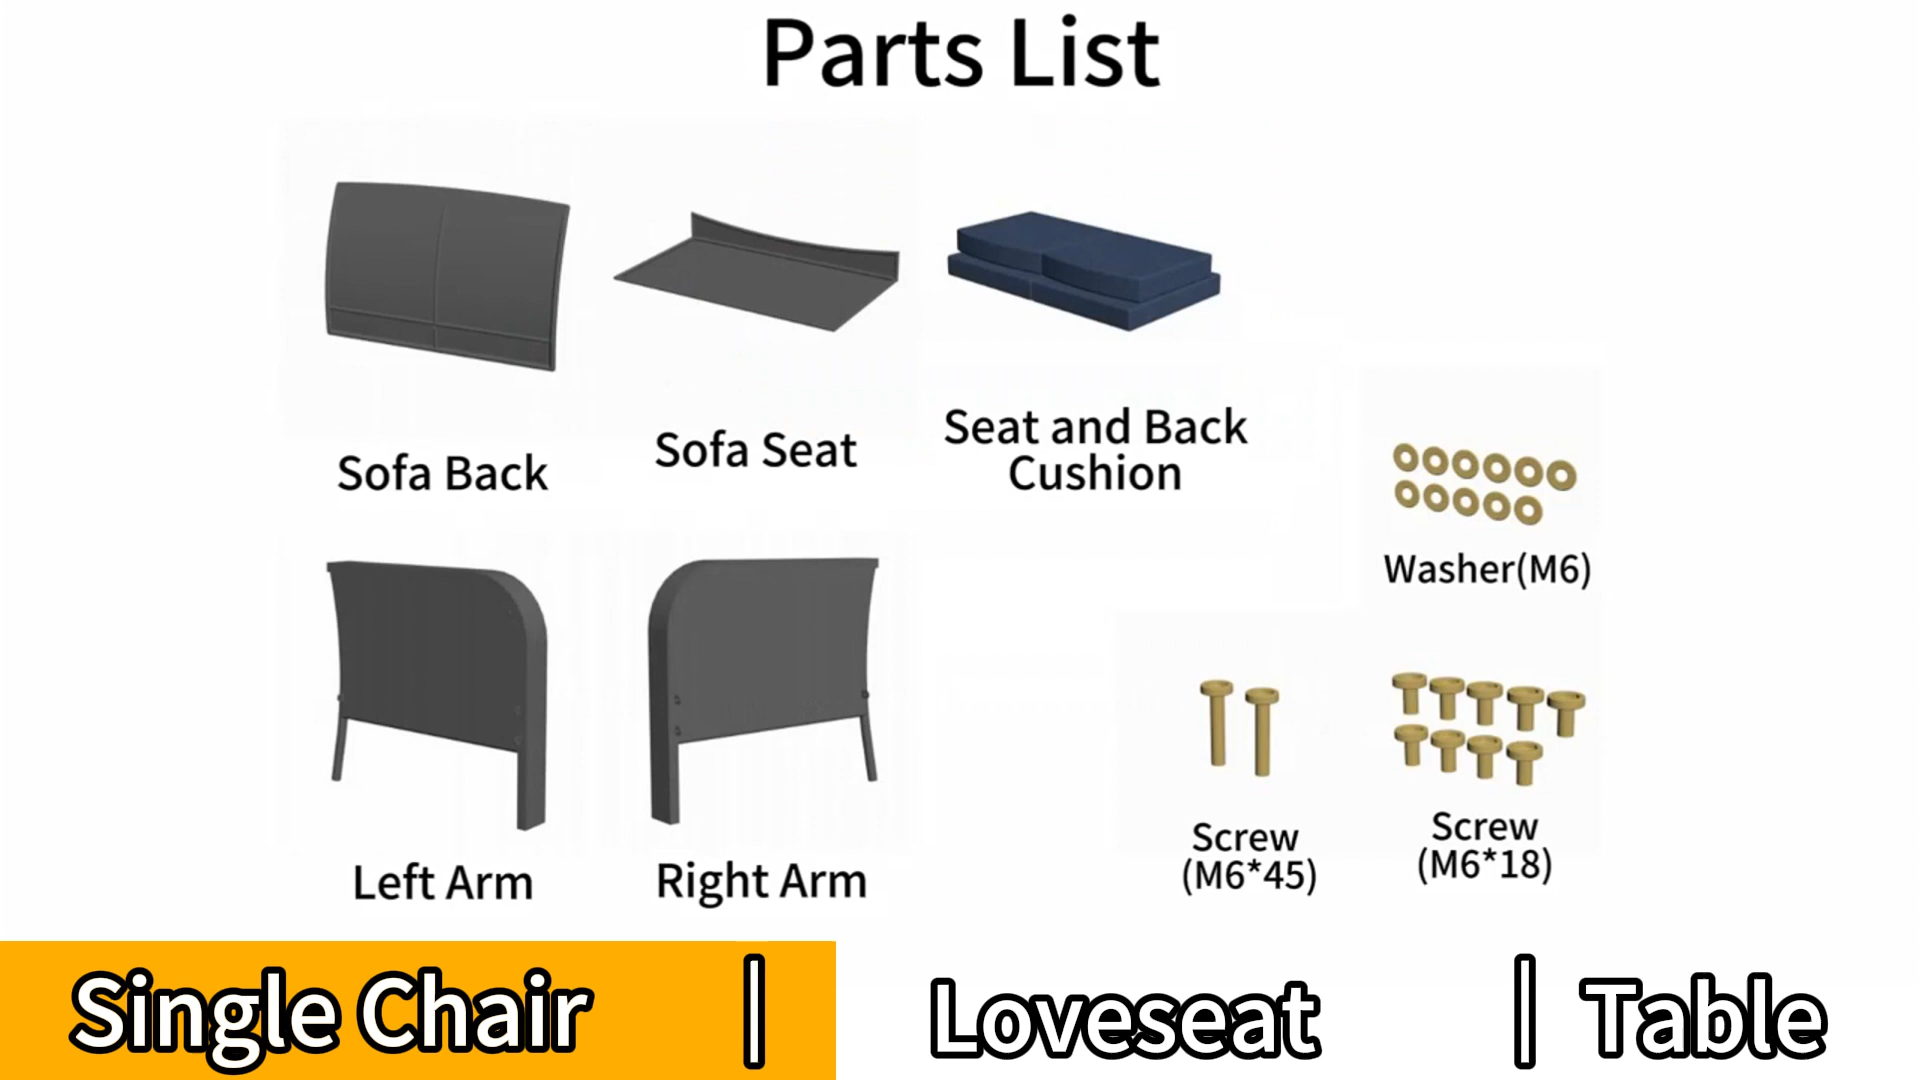 Parts List
Sofa Back
Sofa Seat
Seat and Back
Cushion
Washer(M6)
Left Arm
Right Arm
Screw
(M6*45)
Screw
(M6*18)
Single Chair | Loveseat | Table